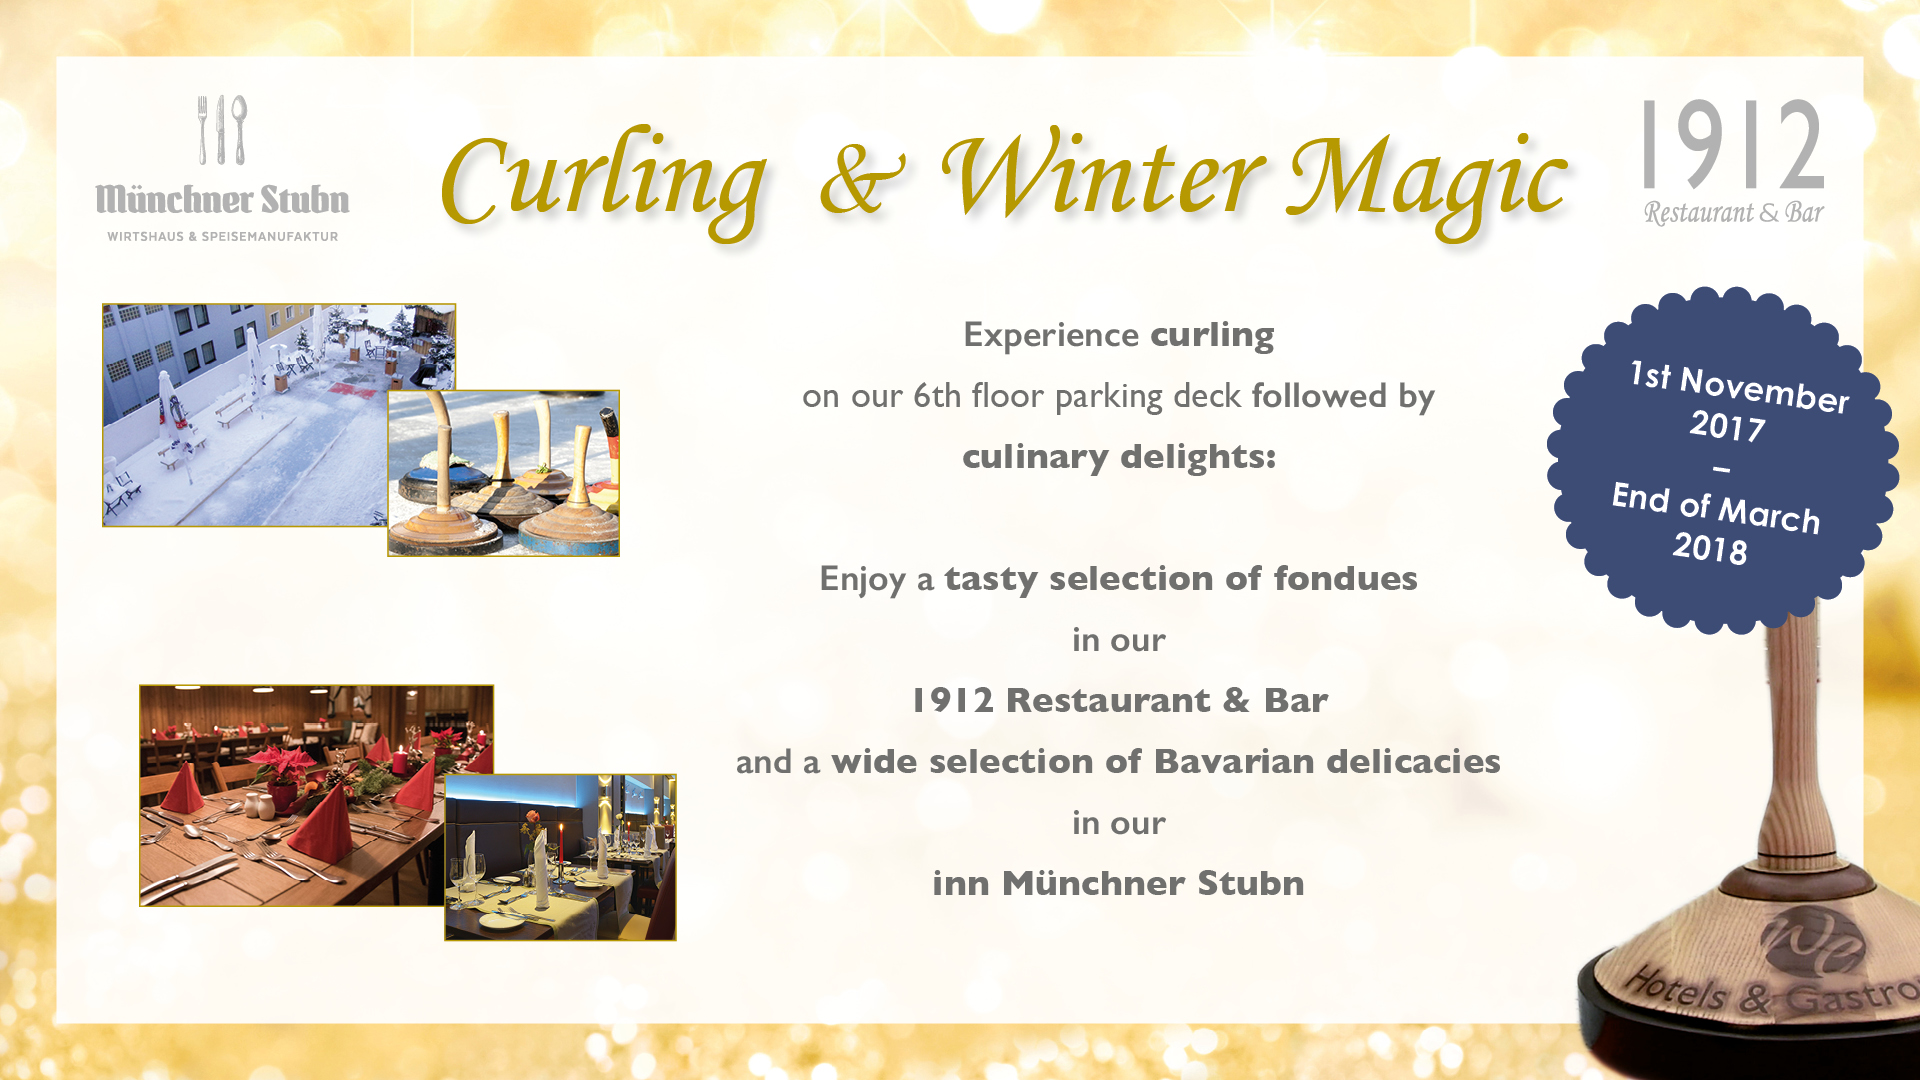 Münchner Stubn
WIRTSHAUS & SPEISEMANUFAKTUR
Curling & Winter Magic
1912
Restaurant & Bar
Experience curling
on our 6th floor parking deck followed by
culinary delights:
Enjoy a tasty selection of fondues
in our
1912 Restaurant & Bar
and a wide selection of Bavarian delicacies
in our
inn Münchner Stubn
1st November
2017
–
End of March
2018
Hotels & Gastro